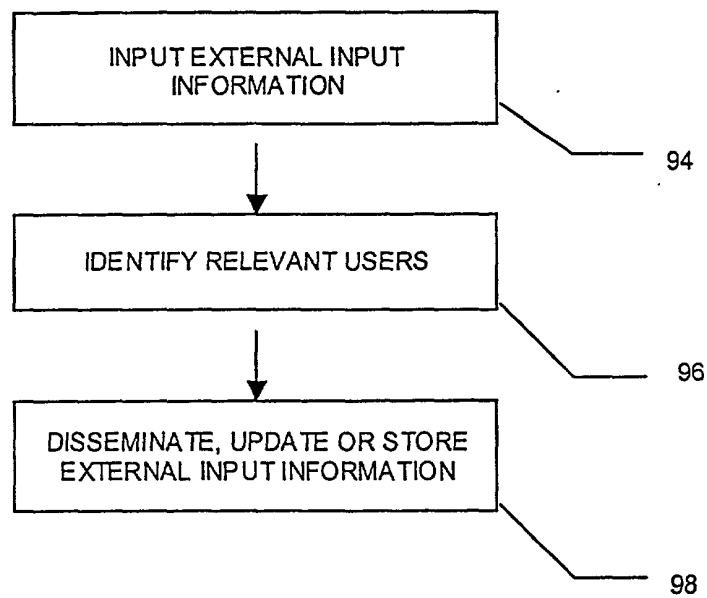 INPUT EXTERNAL INPUT
INFORMATION
94
IDENTIFY RELEVANT USERS
96
DISSEMINATE, UPDATE OR STORE
EXTERNAL INPUT INFORMATION
98